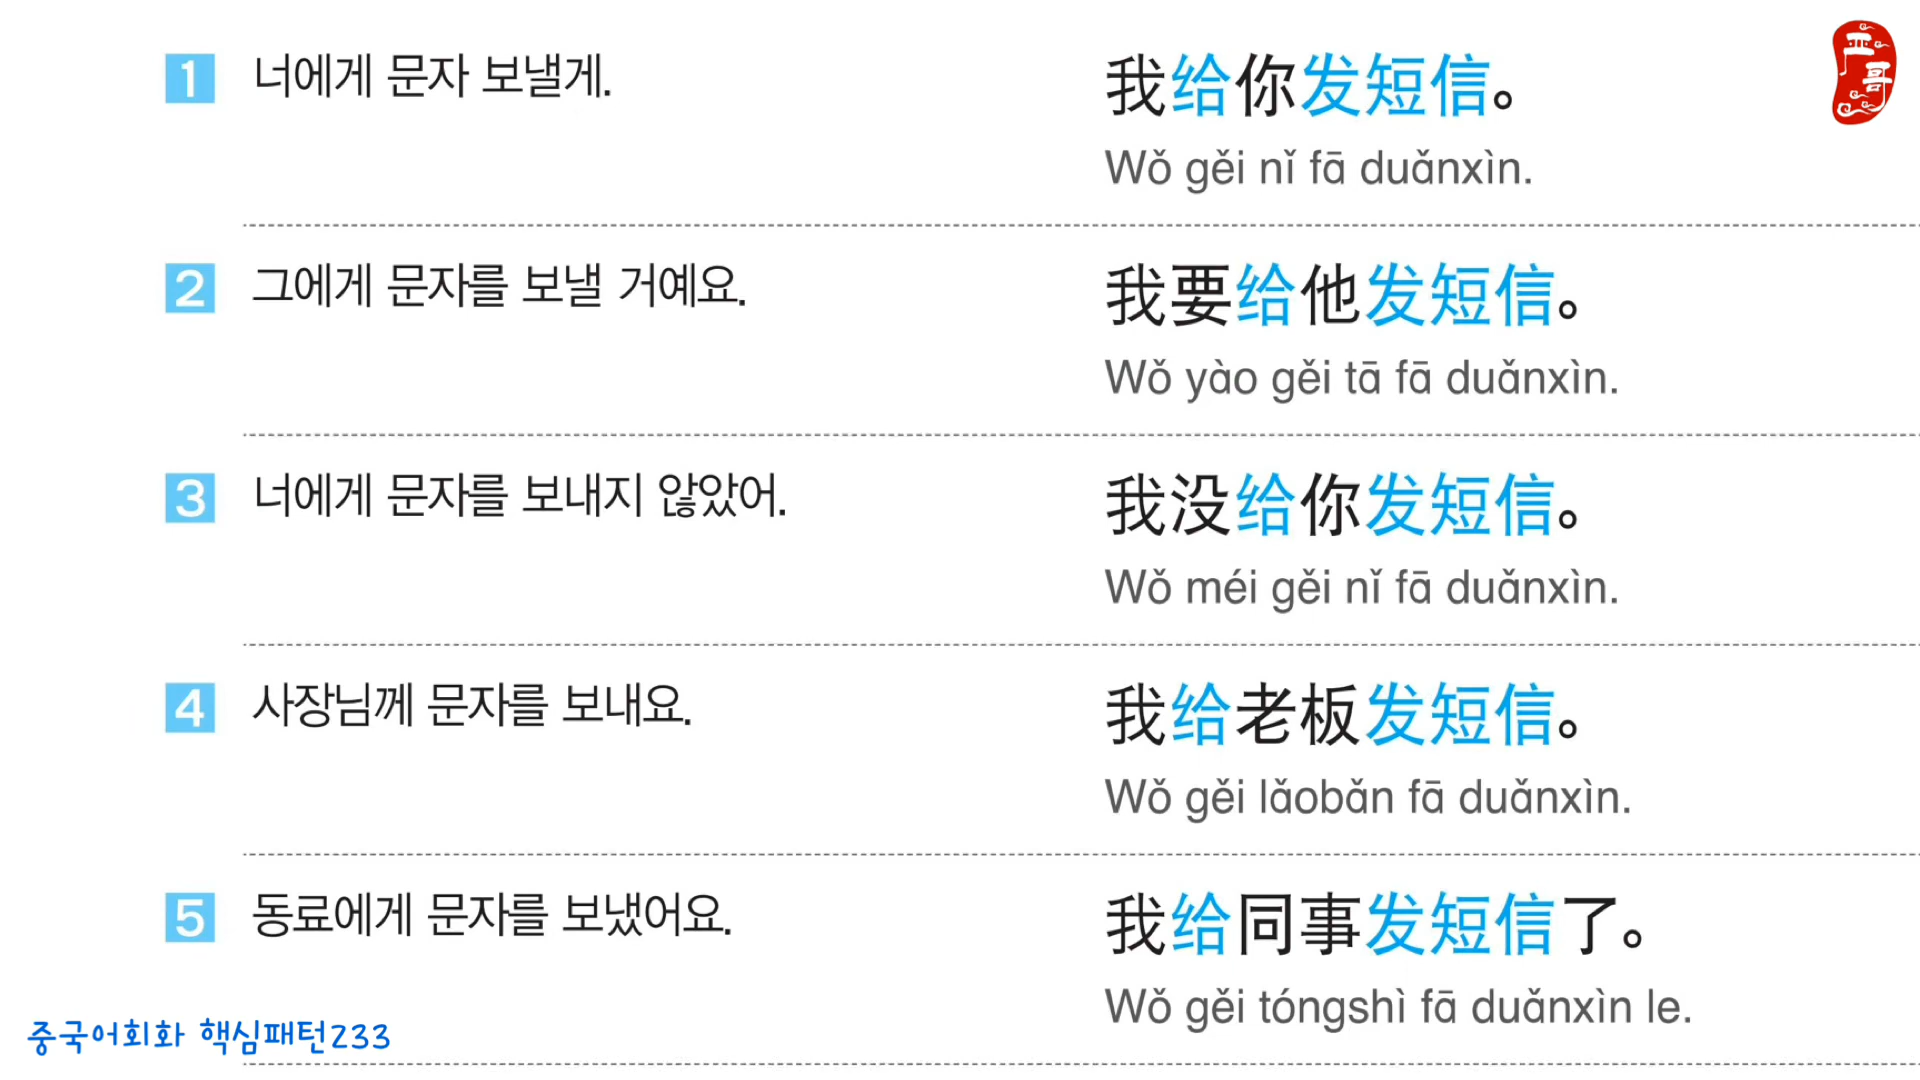 1 너에게 문자 보낼게. 我给你发短信。
Wǒ gěi nǐ fā duǎnxìn.
2 그에게 문자를 보낼 거예요. 我要给他发短信。
Wǒ yào gěi tā fā duǎnxìn.
3 너에게 문자를 보내지 않았어. 我没给你发短信。
Wǒ méi gěi nǐ fā duǎnxìn.
4 사장님께 문자를 보내요. 我给老板发短信。
Wǒ gěi lǎobǎn fā duǎnxìn.
5 동료에게 문자를 보냈어요. 我给同事发短信了。
Wǒ gěi tóngshì fā duǎnxìn le.
중국어회화 핵심패턴233